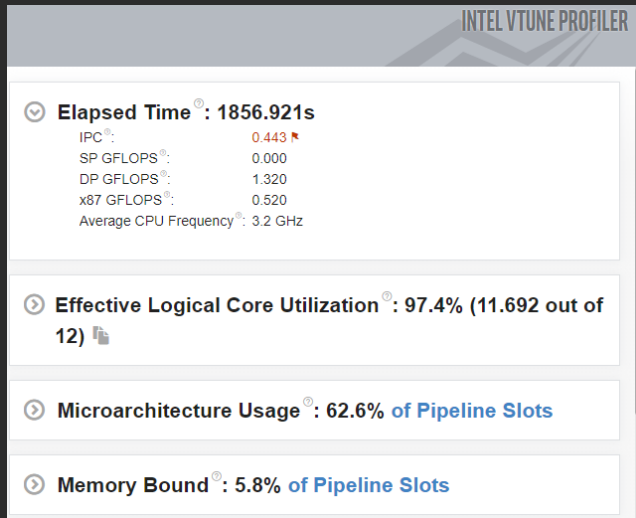 INTEL VTUNE PROFILER
Elapsed Time: 1856.921s
IPC: 0.443
SP GFLOPS: 0.000
DP GFLOPS: 1.320
x87 GFLOPS: 0.520
Average CPU Frequency: 3.2 GHz
Effective Logical Core Utilization: 97.4% (11.692 out of
12)
Microarchitecture Usage: 62.6% of Pipeline Slots
Memory Bound: 5.8% of Pipeline Slots